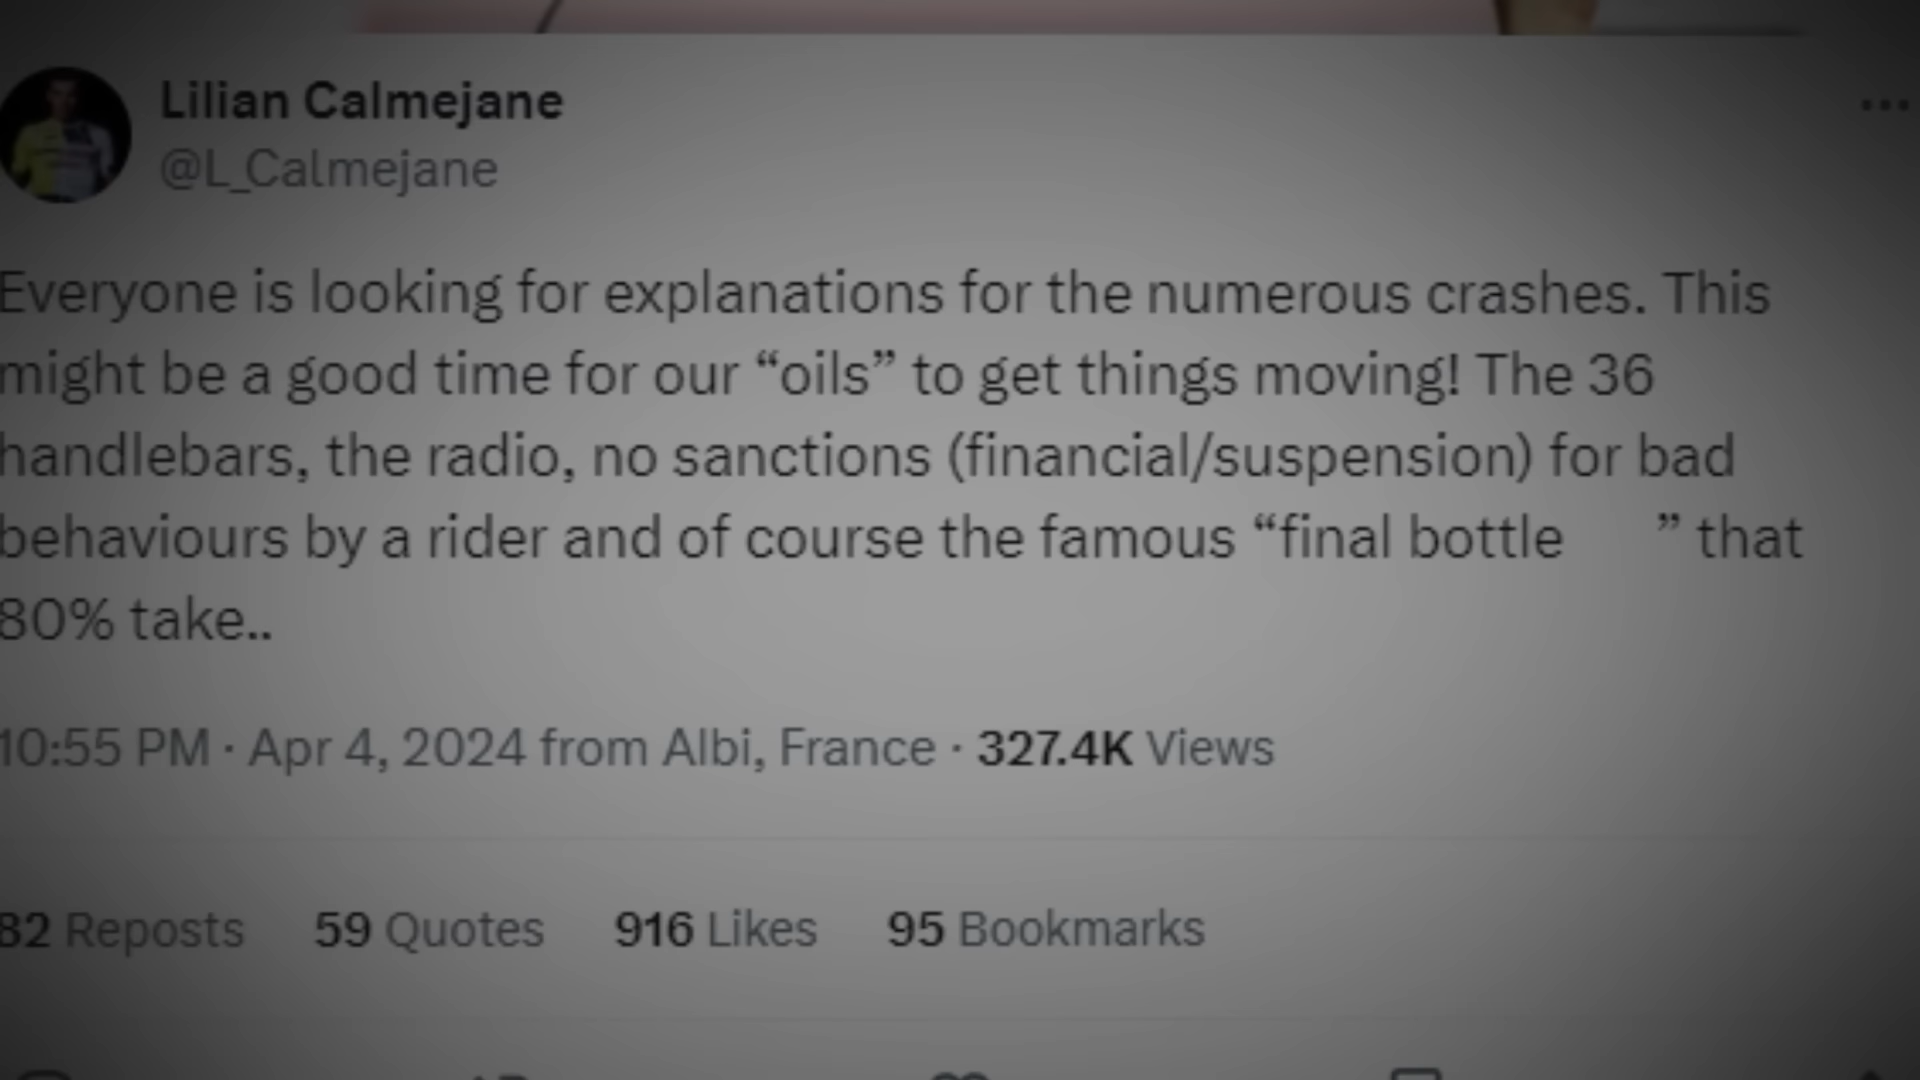 Lilian Calmejane
@L_Calmejane
Everyone is looking for explanations for the numerous crashes. This
might be a good time for our “oils” to get things moving! The 36
handlebars, the radio, no sanctions (financial/suspension) for bad
behaviours by a rider and of course the famous “final bottle ” that
80% take..
10:55 PM · Apr 4, 2024 from Albi, France · 327.4K Views
82 Reposts 59 Quotes 916 Likes 95 Bookmarks